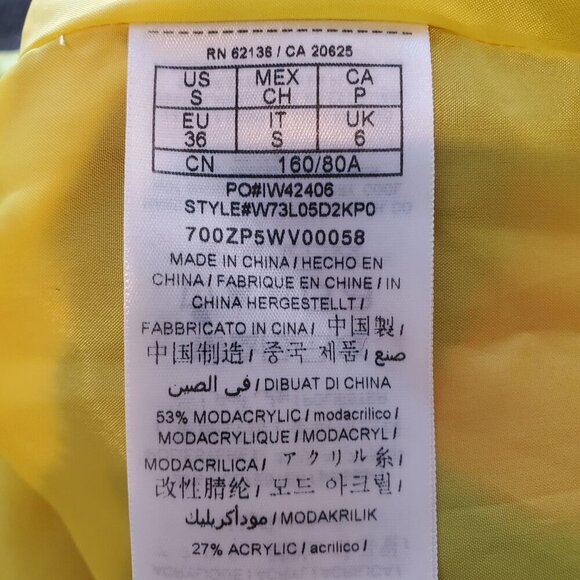 RN 62136 / CA 20625
US S MEX CH CA P
EU 36 IT S UK 6
CN 160/80A
PO#IW42406
STYLE#W73L05D2KP0
700ZP5WV00058
MADE IN CHINA / HECHO EN
CHINA / FABRIQUE EN CHINE / IN
CHINA HERGESTELLT /
FABBRICATO IN CINA / 中国製 /
中国制造 / 중국 제품 / صنع
في الصين / DIBUAT DI CHINA
53% MODACRYLIC / modacrilico /
MODACRYLIQUE / MODACRYL /
MODACRILICA / アクリル系 /
改性腈纶 / 모드 아크릴 /
موداكريليك / MODAKRILIK
27% ACRYLIC / acrilico /